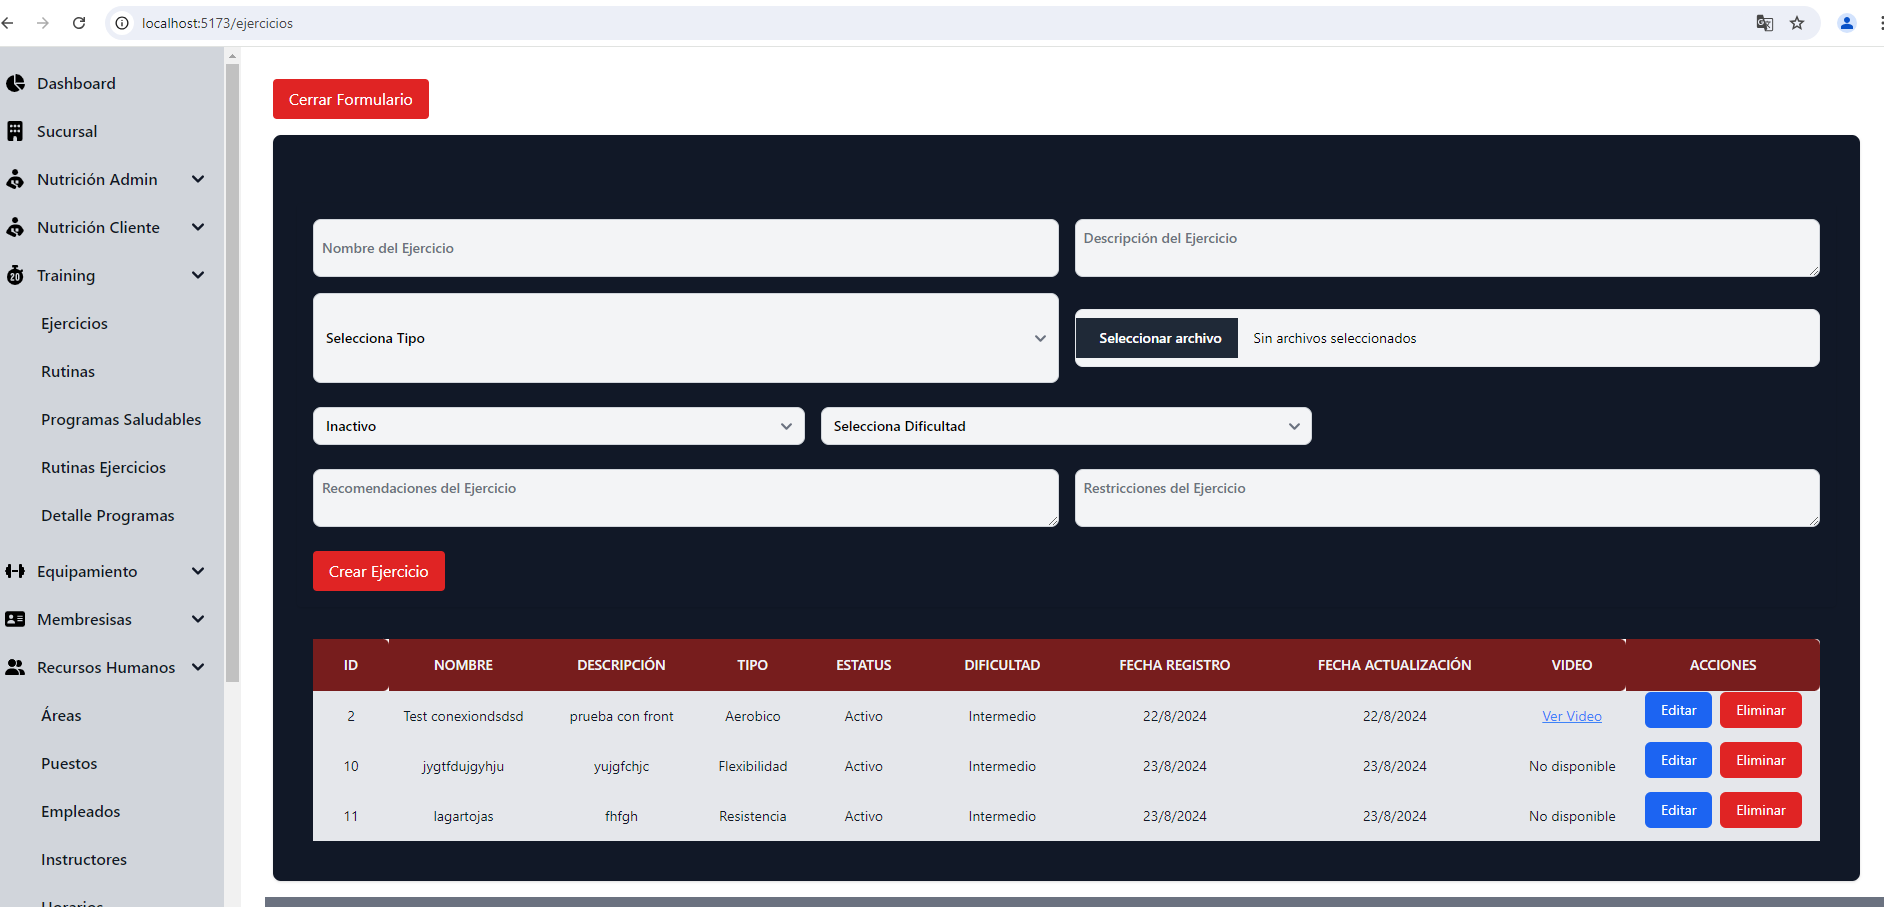 localhost:5173/ejercicios
Dashboard
Sucursal
Nutrición Admin
Nutrición Cliente
20
Training
Ejercicios
Rutinas
Programas Saludables
Rutinas Ejercicios
Detalle Programas
Equipamiento
Membresisas
Recursos Humanos
Áreas
Puestos
Empleados
Instructores
Horarios
Cerrar Formulario
Nombre del Ejercicio
Descripción del Ejercicio
Selecciona Tipo
Seleccionar archivo Sin archivos seleccionados
Inactivo
Selecciona Dificultad
Recomendaciones del Ejercicio
Restricciones del Ejercicio
Crear Ejercicio
ID NOMBRE DESCRIPCIÓN TIPO ESTATUS DIFICULTAD FECHA REGISTRO FECHA ACTUALIZACIÓN VIDEO ACCIONES
2 Test conexiondsdsd prueba con front Aerobico Activo Intermedio 22/8/2024 22/8/2024 Ver Video Editar Eliminar
10 jygtfdujgyhju yujgfchjc Flexibilidad Activo Intermedio 23/8/2024 23/8/2024 No disponible Editar Eliminar
11 lagartojas fhfgh Resistencia Activo Intermedio 23/8/2024 23/8/2024 No disponible Editar Eliminar